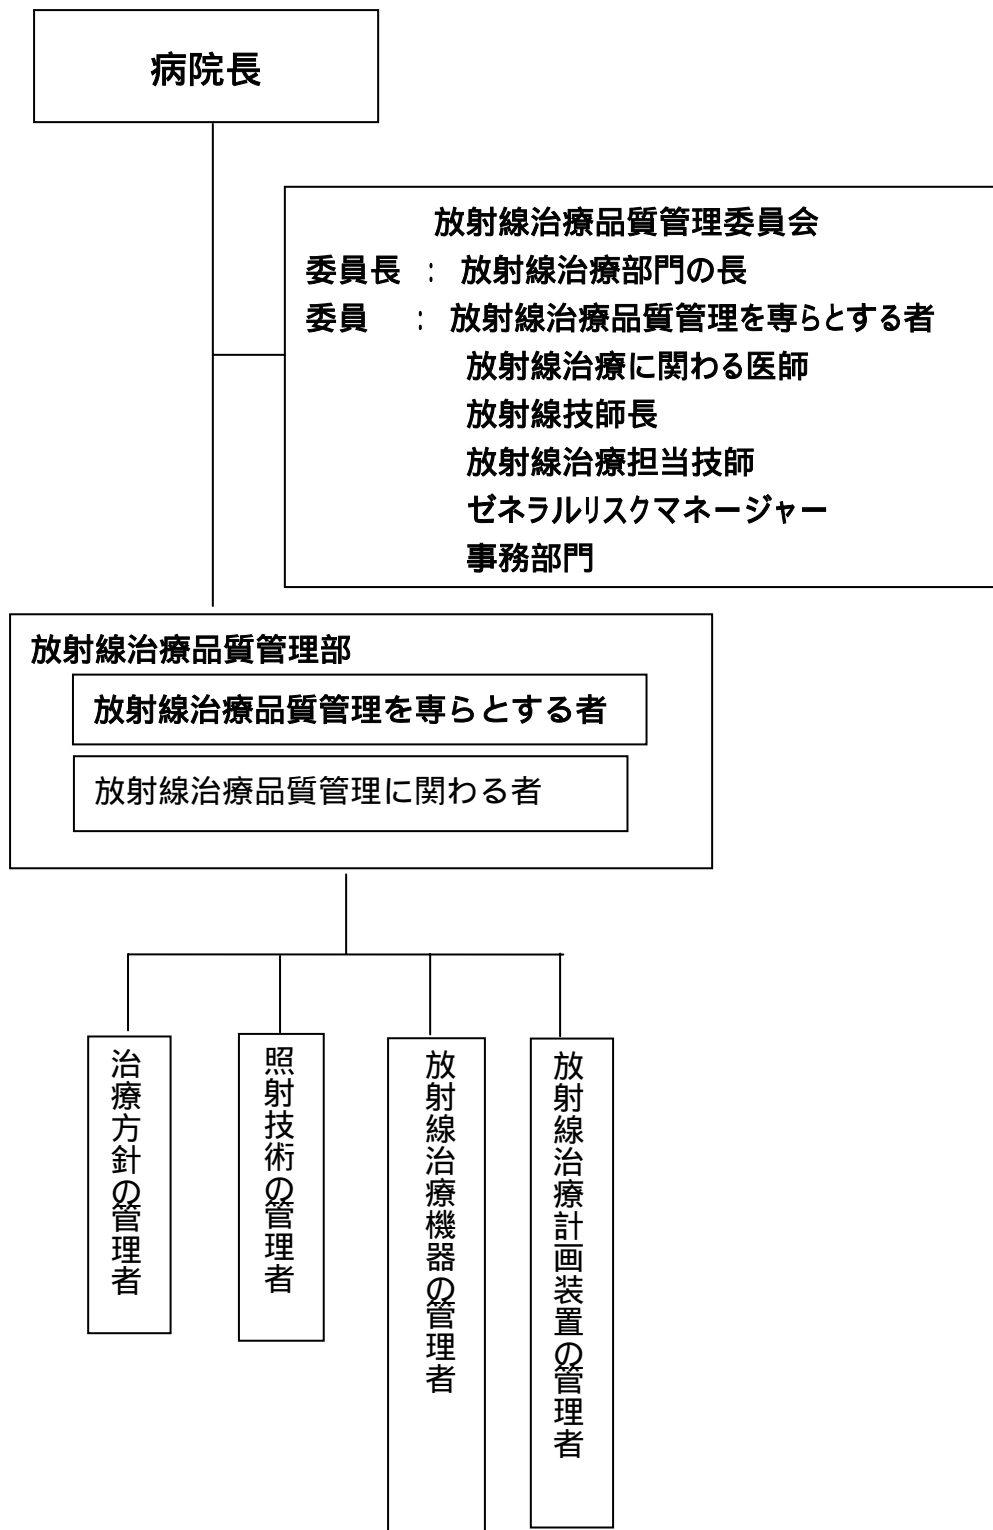 病院長
放射線治療品質管理委員会
委員長 : 放射線治療部門の長
委員 : 放射線治療品質管理を専らとする者
放射線治療に関わる医師
放射線技師長
放射線治療担当技師
ゼネラルリスクマネージャー
事務部門
放射線治療品質管理部
放射線治療品質管理を専らとする者
放射線治療品質管理に関わる者
治療方針の管理者
照射技術の管理者
放射線治療機器の管理者
放射線治療計画装置の管理者